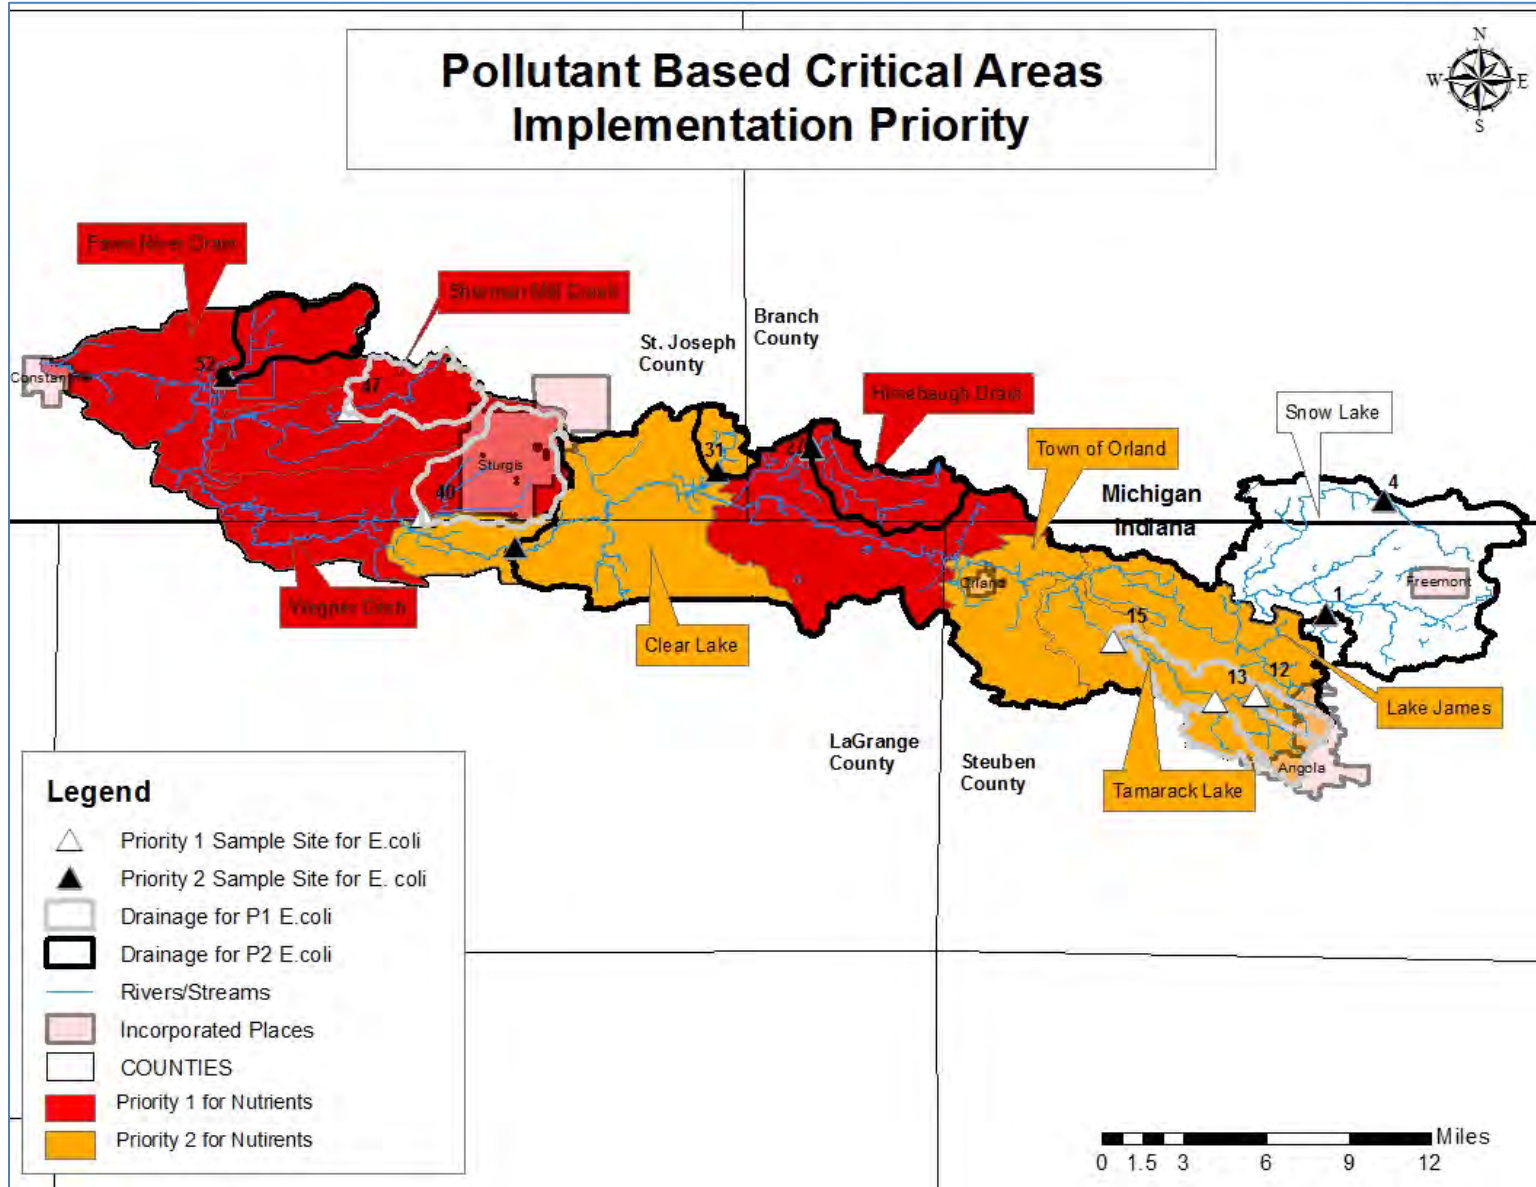 Pollutant Based Critical Areas
Implementation Priority
N
W
E
S
Fawn River Drain
Sherman Mill Creek
St. Joseph
County
Branch
County
Himebaugh Drain
Snow Lake
Town of Orland
Michigan
Indiana
Constantine
52
47
Sturgis
40
31
27
4
Orland
Freemont
1
15
13
12
Wegner Ditch
Clear Lake
Lake James
LaGrange
County
Steuben
County
Tamarack Lake
Angola
Legend
Priority 1 Sample Site for E.coli
Priority 2 Sample Site for E. coli
Drainage for P1 E.coli
Drainage for P2 E.coli
Rivers/Streams
Incorporated Places
COUNTIES
Priority 1 for Nutrients
Priority 2 for Nutirents
Miles
0 1.5 3 6 9 12